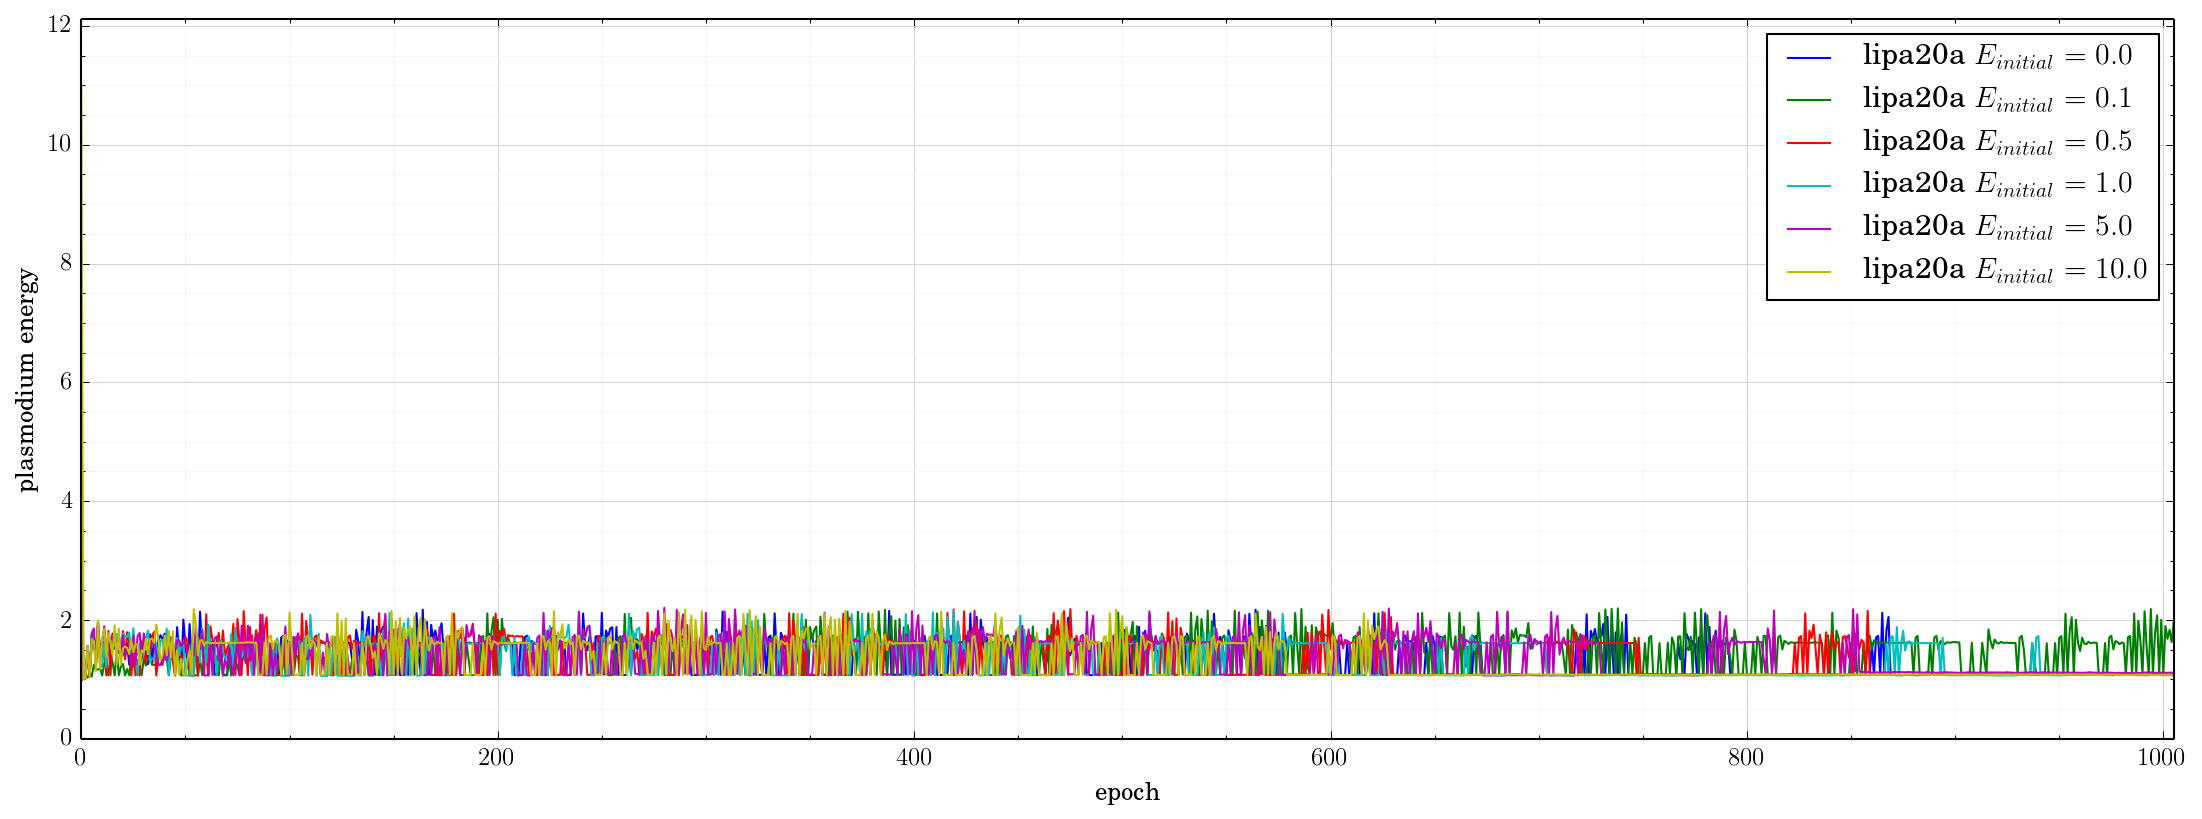 12
10
8
6
4
2
0
plasmodium energy
0 200 400 600 800 1000
epoch
lipa20a E_initial = 0.0
lipa20a E_initial = 0.1
lipa20a E_initial = 0.5
lipa20a E_initial = 1.0
lipa20a E_initial = 5.0
lipa20a E_initial = 10.0